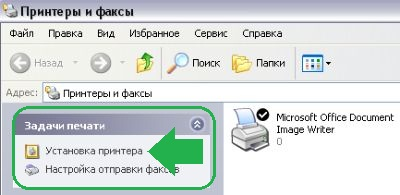 Принтеры и факсы
Файл Правка Вид Избранное Сервис Справка
Назад Поиск Папки
Адрес: Принтеры и факсы
Задачи печати
Установка принтера
Настройка отправки факсов
Microsoft Office Document
Image Writer
0